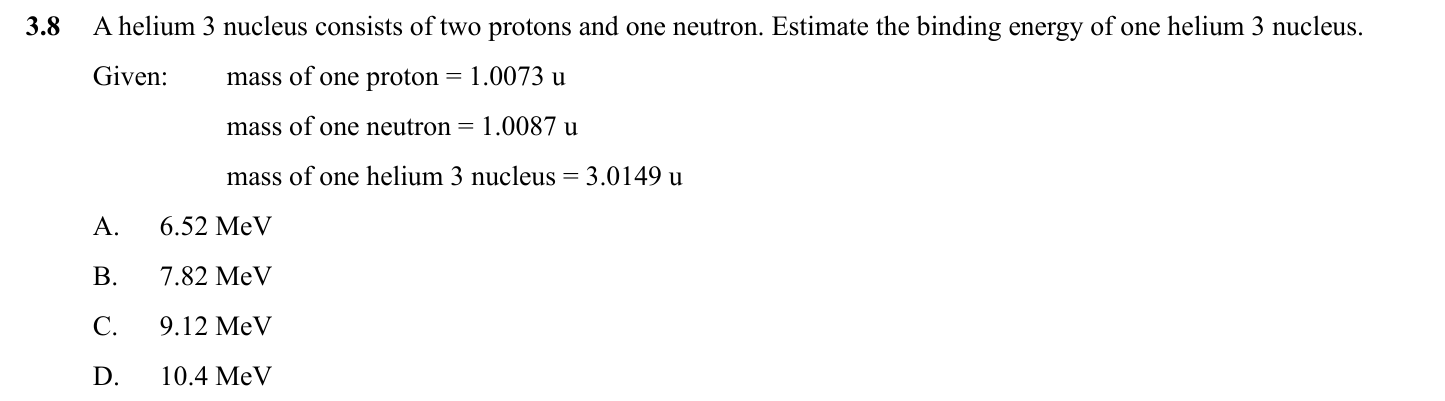 3.8 A helium 3 nucleus consists of two protons and one neutron. Estimate the binding energy of one helium 3 nucleus.
Given: mass of one proton = 1.0073 u
mass of one neutron = 1.0087 u
mass of one helium 3 nucleus = 3.0149 u
A. 6.52 MeV
B. 7.82 MeV
C. 9.12 MeV
D. 10.4 MeV